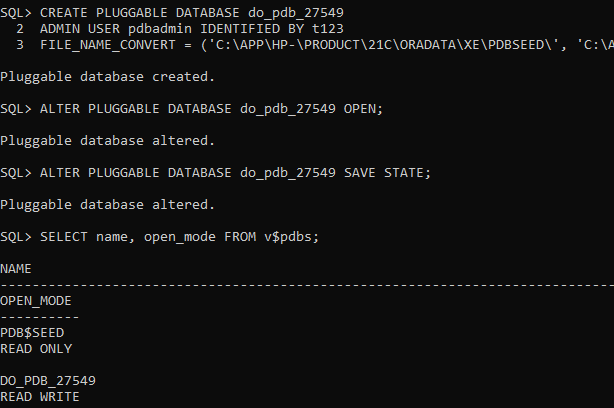 SQL> CREATE PLUGGABLE DATABASE do_pdb_27549
  2  ADMIN USER pdbadmin IDENTIFIED BY t123
  3  FILE_NAME_CONVERT = ('C:\APP\HP-\PRODUCT\21C\ORADATA\XE\PDBSEED\', 'C:\A
Pluggable database created.
SQL> ALTER PLUGGABLE DATABASE do_pdb_27549 OPEN;
Pluggable database altered.
SQL> ALTER PLUGGABLE DATABASE do_pdb_27549 SAVE STATE;
Pluggable database altered.
SQL> SELECT name, open_mode FROM v$pdbs;
NAME
--------------------------------------------------------------------------------
OPEN_MODE
----------
PDB$SEED
READ ONLY
DO_PDB_27549
READ WRITE